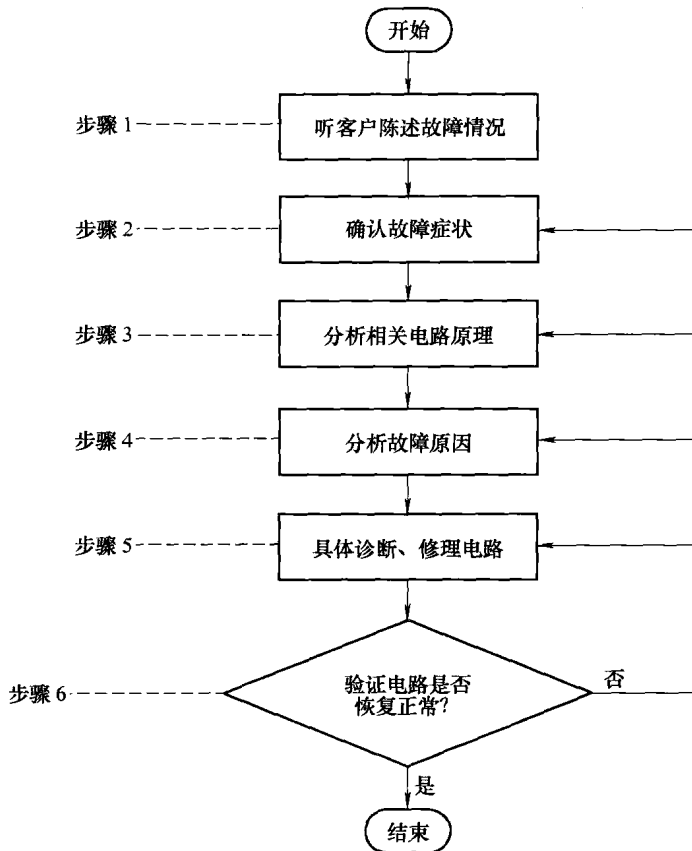 开始
步骤 1
听客户陈述故障情况
步骤 2
确认故障症状
步骤 3
分析相关电路原理
步骤 4
分析故障原因
步骤 5
具体诊断、修理电路
步骤 6
验证电路是否
恢复正常?
否
是
结束